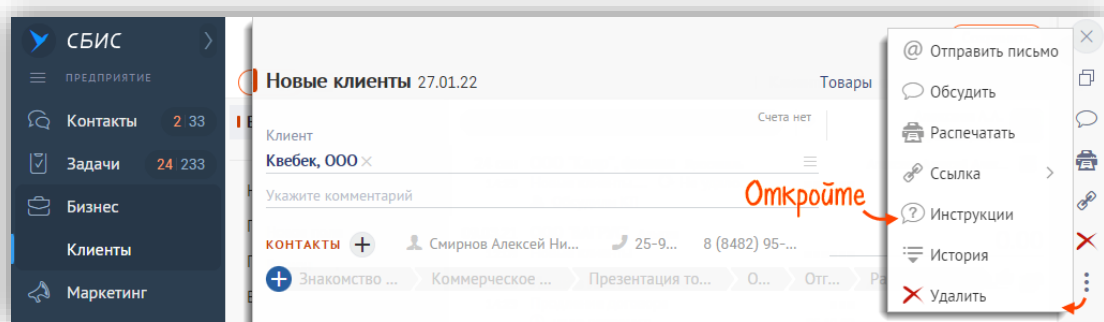 СБИС
ПРЕДПРИЯТИЕ
Контакты 2 33
Задачи 24 233
Бизнес
Клиенты
Маркетинг
Новые клиенты 27.01.22
Товары
Счета нет
Клиент
Квебек, ООО ×
Укажите комментарий
КОНТАКТЫ + Смирнов Алексей Ни... 25-9... 8 (8482) 95-...
Знакомство ... Коммерческое ... Презентация то... О... Отг... Ра
Откройте
@ Отправить письмо
Обсудить
Распечатать
Ссылка
Инструкции
История
Удалить